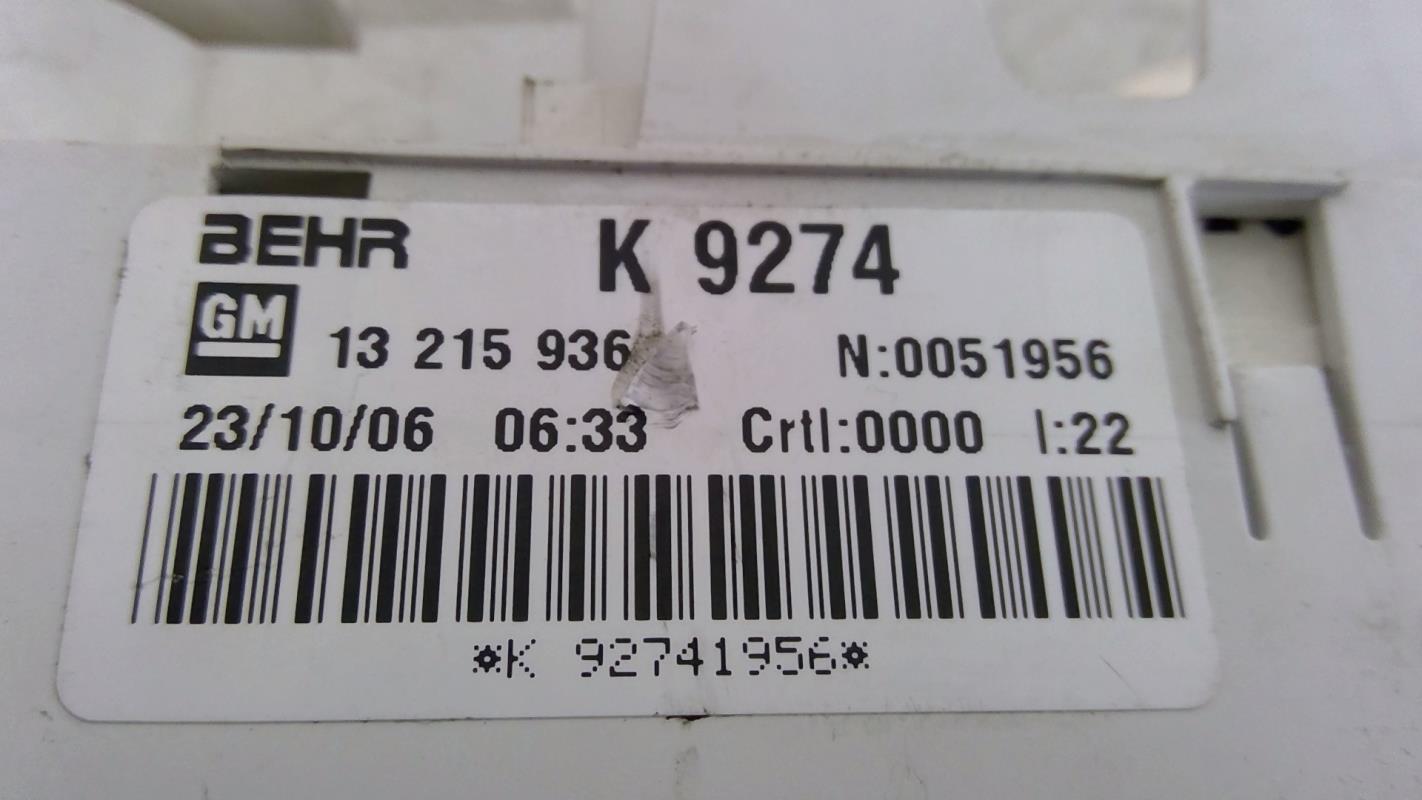 BEHR K 9274
GM 13 215 936 N:0051956
23/10/06 06:33 Crtl:0000 I:22
*K 92741956*